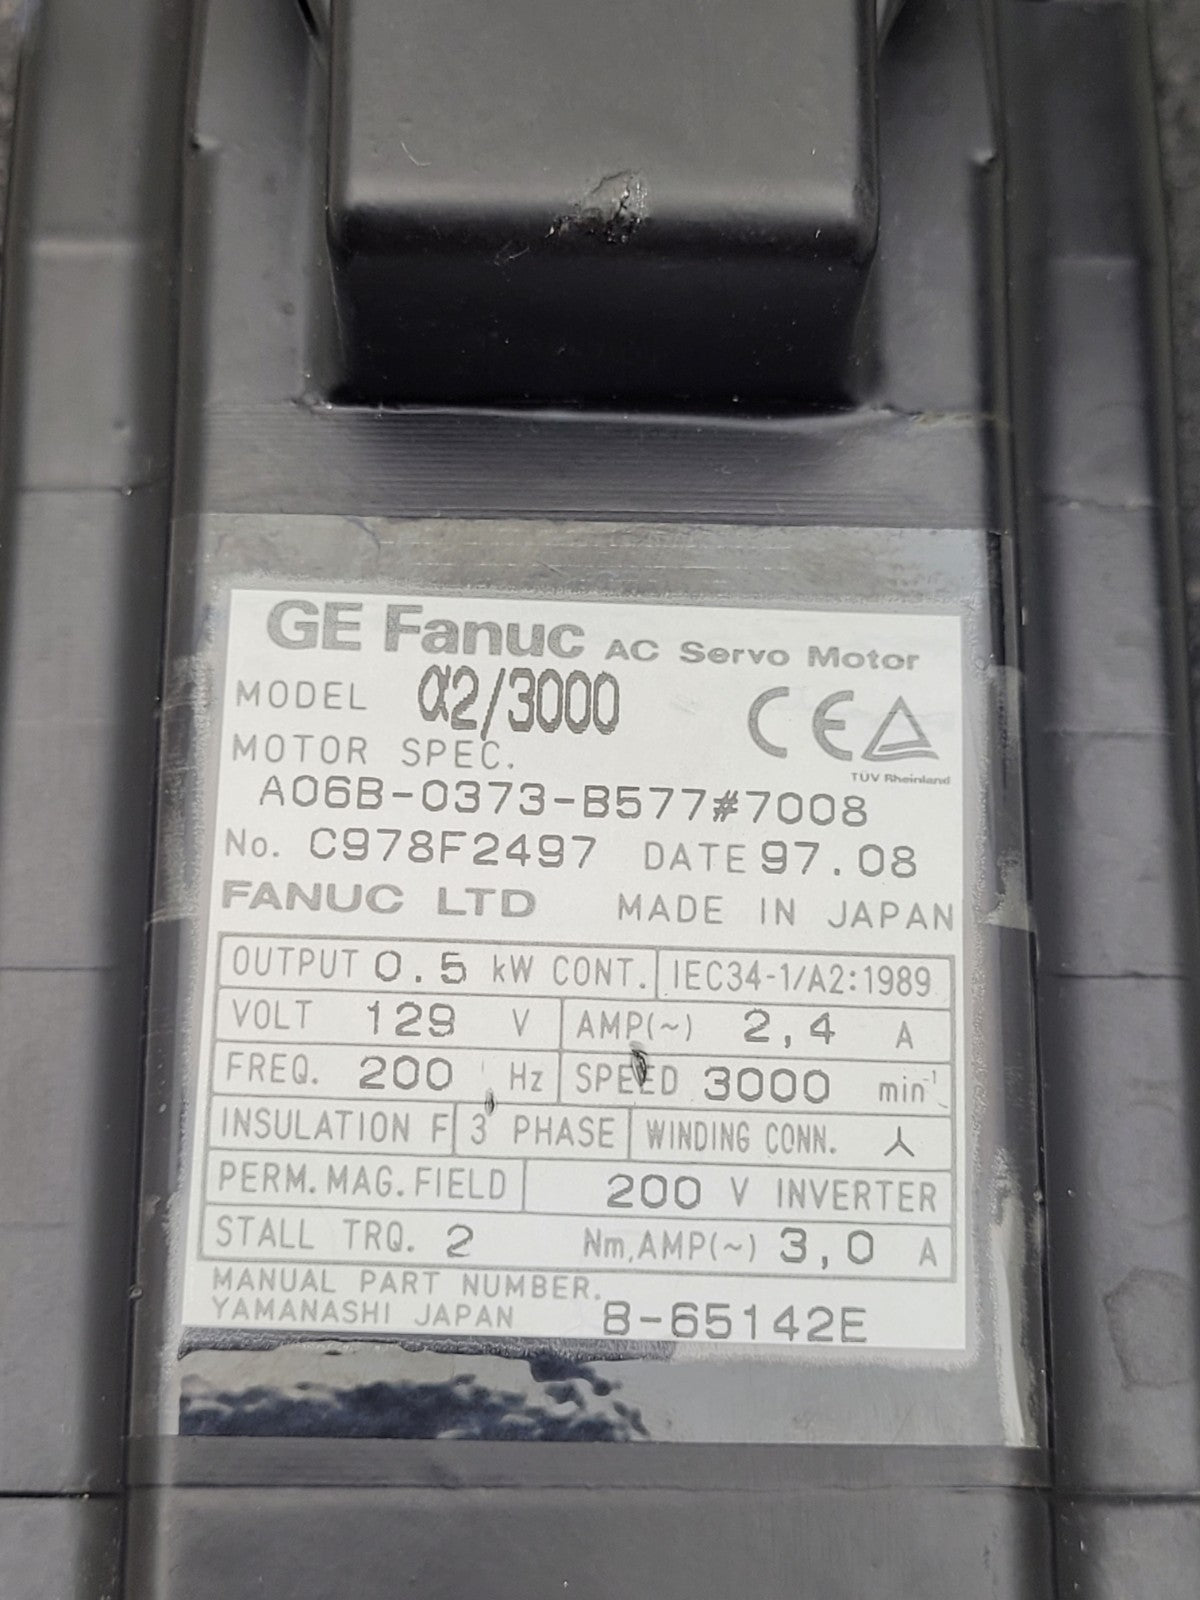 GE Fanuc AC Servo Motor
MODEL α2/3000
CE
TUV Rheinland
MOTOR SPEC.
A06B-0373-B577#7008
No. C978F2497 DATE 97.08
FANUC LTD MADE IN JAPAN
OUTPUT 0.5 kW CONT. IEC34-1/A2:1989
VOLT 129 V AMP(~) 2,4 A
FREQ. 200 Hz SPEED 3000 min⁻¹
INSULATION F 3 PHASE WINDING CONN. ⅄
PERM. MAG. FIELD 200 V INVERTER
STALL TRQ. 2 Nm, AMP(~) 3,0 A
MANUAL PART NUMBER.
YAMANASHI JAPAN B-65142E